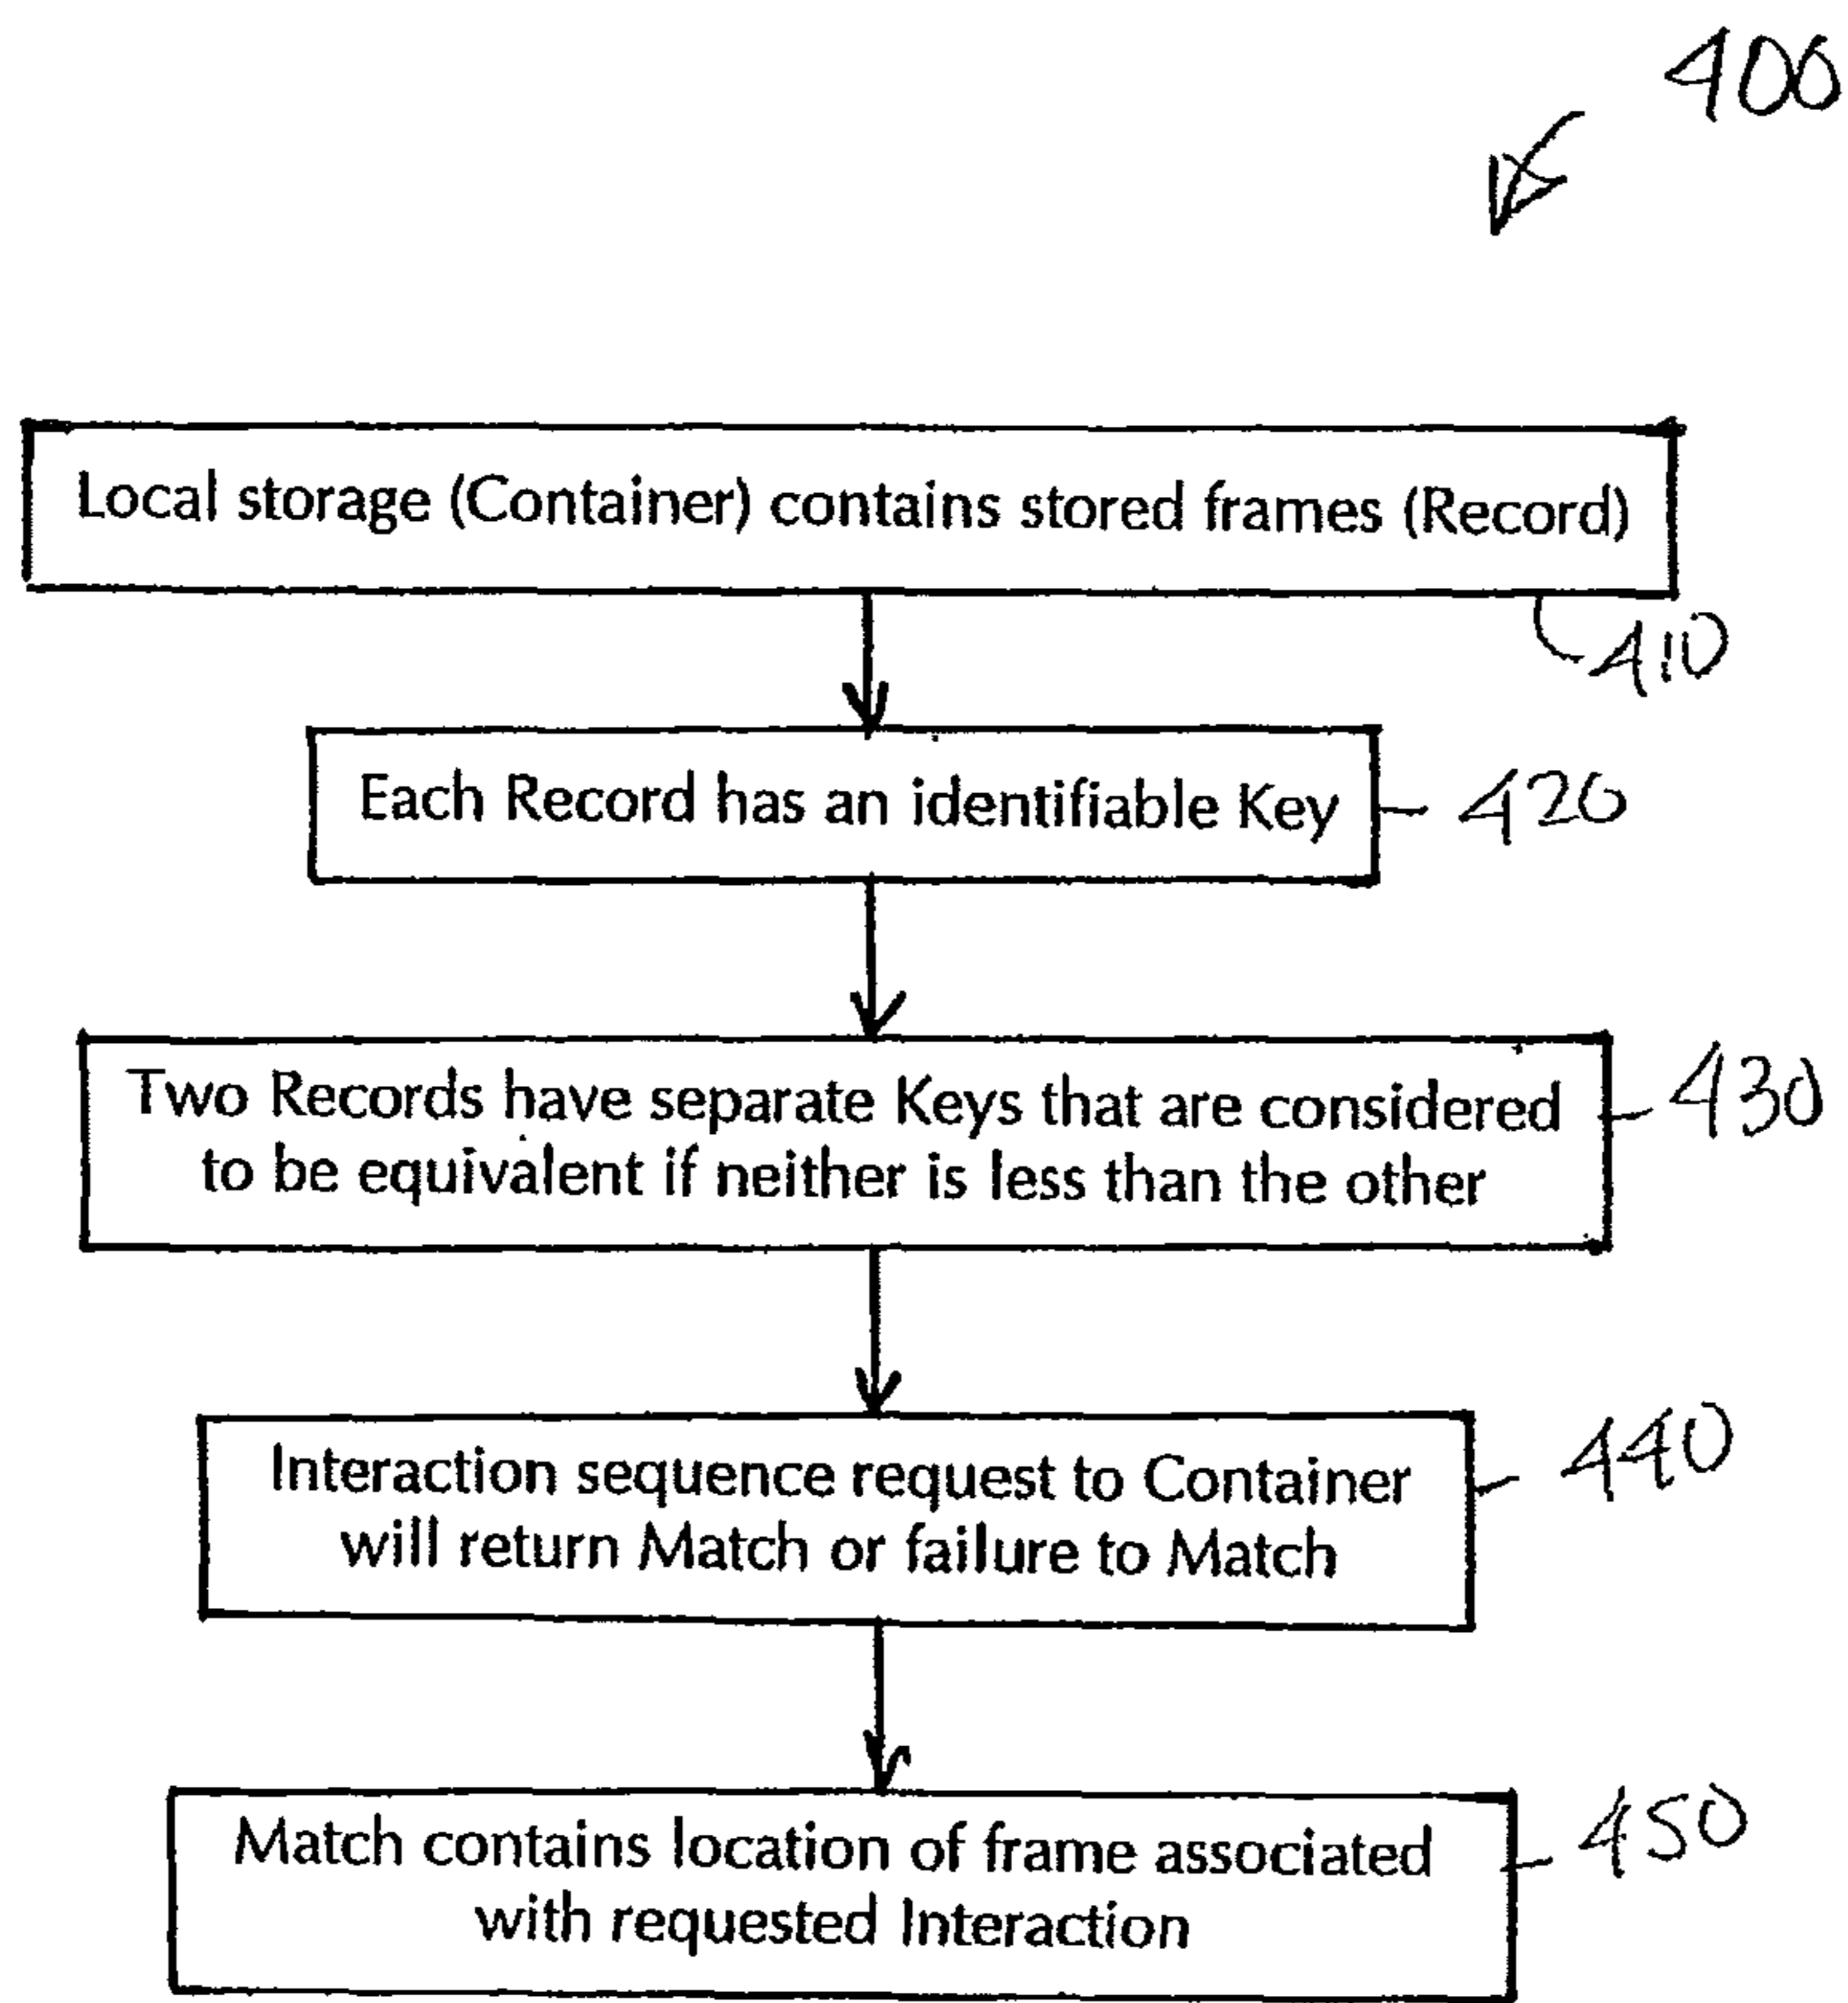 400
Local storage (Container) contains stored frames (Record)
410
Each Record has an identifiable Key
420
Two Records have separate Keys that are considered
to be equivalent if neither is less than the other
430
Interaction sequence request to Container
will return Match or failure to Match
440
Match contains location of frame associated
with requested Interaction
450